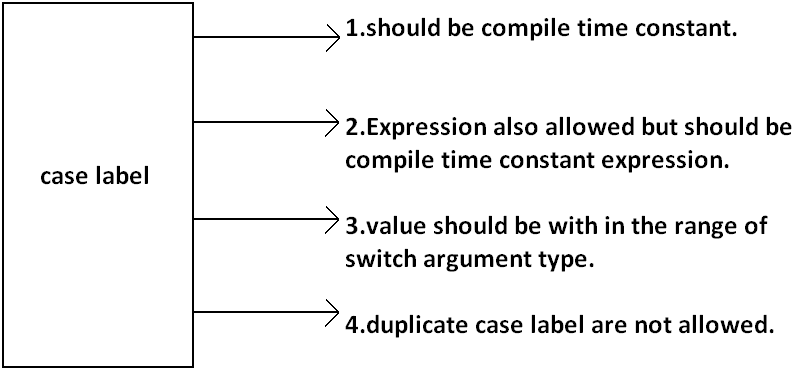 case label
1.should be compile time constant.
2.Expression also allowed but should be
compile time constant expression.
3.value should be with in the range of
switch argument type.
4.duplicate case label are not allowed.